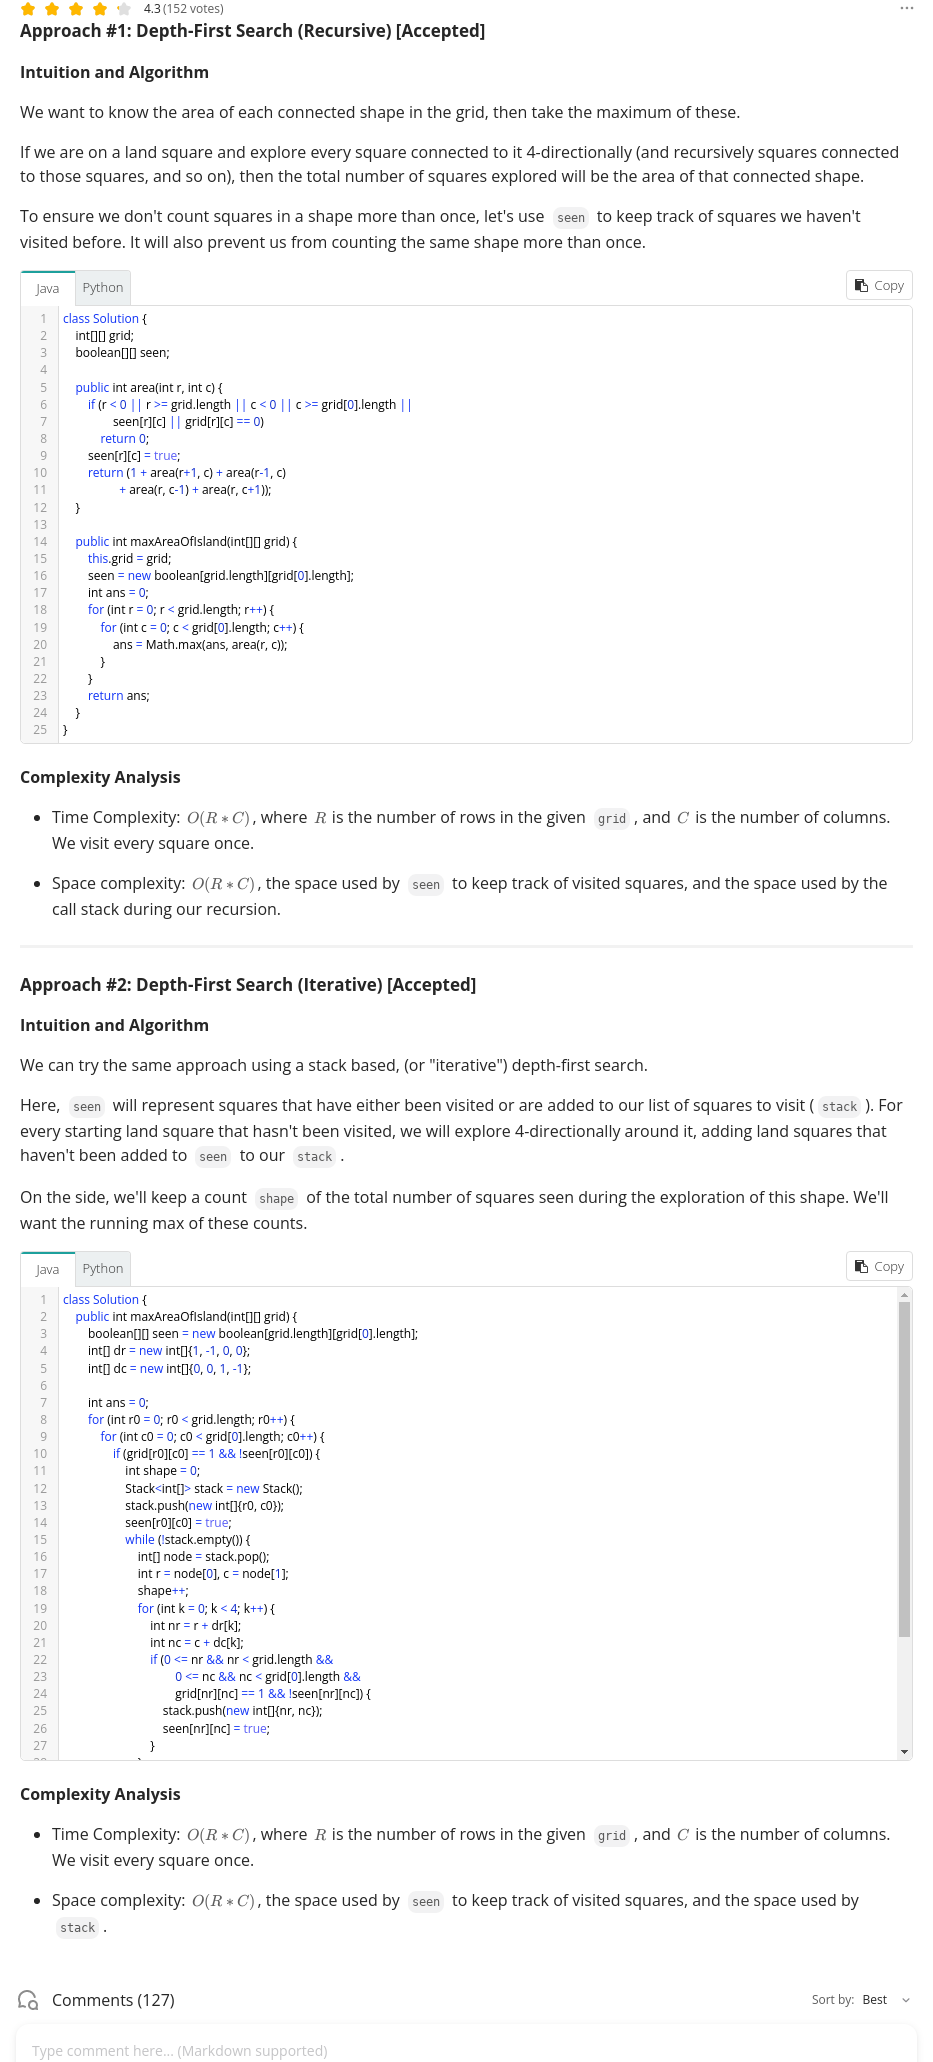 4.3 (152 votes)
Approach #1: Depth-First Search (Recursive) [Accepted]
Intuition and Algorithm
We want to know the area of each connected shape in the grid, then take the maximum of these.
If we are on a land square and explore every square connected to it 4-directionally (and recursively squares connected
to those squares, and so on), then the total number of squares explored will be the area of that connected shape.
To ensure we don't count squares in a shape more than once, let's use seen to keep track of squares we haven't
visited before. It will also prevent us from counting the same shape more than once.
Java Python Copy
1 class Solution {
2     int[][] grid;
3     boolean[][] seen;
4
5     public int area(int r, int c) {
6         if (r < 0 || r >= grid.length || c < 0 || c >= grid[0].length ||
7                 seen[r][c] || grid[r][c] == 0)
8             return 0;
9         seen[r][c] = true;
10         return (1 + area(r+1, c) + area(r-1, c)
11                   + area(r, c-1) + area(r, c+1));
12     }
13
14     public int maxAreaOfIsland(int[][] grid) {
15         this.grid = grid;
16         seen = new boolean[grid.length][grid[0].length];
17         int ans = 0;
18         for (int r = 0; r < grid.length; r++) {
19             for (int c = 0; c < grid[0].length; c++) {
20                 ans = Math.max(ans, area(r, c));
21             }
22         }
23         return ans;
24     }
25 }
Complexity Analysis
• Time Complexity: O(R * C), where R is the number of rows in the given grid , and C is the number of columns.
We visit every square once.
• Space complexity: O(R * C), the space used by seen to keep track of visited squares, and the space used by the
call stack during our recursion.
Approach #2: Depth-First Search (Iterative) [Accepted]
Intuition and Algorithm
We can try the same approach using a stack based, (or "iterative") depth-first search.
Here, seen will represent squares that have either been visited or are added to our list of squares to visit ( stack ). For
every starting land square that hasn't been visited, we will explore 4-directionally around it, adding land squares that
haven't been added to seen to our stack .
On the side, we'll keep a count shape of the total number of squares seen during the exploration of this shape. We'll
want the running max of these counts.
Java Python Copy
1 class Solution {
2     public int maxAreaOfIsland(int[][] grid) {
3         boolean[][] seen = new boolean[grid.length][grid[0].length];
4         int[] dr = new int[]{1, -1, 0, 0};
5         int[] dc = new int[]{0, 0, 1, -1};
6
7         int ans = 0;
8         for (int r0 = 0; r0 < grid.length; r0++) {
9             for (int c0 = 0; c0 < grid[0].length; c0++) {
10                 if (grid[r0][c0] == 1 && !seen[r0][c0]) {
11                     int shape = 0;
12                     Stack<int[]> stack = new Stack();
13                     stack.push(new int[]{r0, c0});
14                     seen[r0][c0] = true;
15                     while (!stack.empty()) {
16                         int[] node = stack.pop();
17                         int r = node[0], c = node[1];
18                         shape++;
19                         for (int k = 0; k < 4; k++) {
20                             int nr = r + dr[k];
21                             int nc = c + dc[k];
22                             if (0 <= nr && nr < grid.length &&
23                                     0 <= nc && nc < grid[0].length &&
24                                     grid[nr][nc] == 1 && !seen[nr][nc]) {
25                                 stack.push(new int[]{nr, nc});
26                                 seen[nr][nc] = true;
27                             }
Complexity Analysis
• Time Complexity: O(R * C), where R is the number of rows in the given grid , and C is the number of columns.
We visit every square once.
• Space complexity: O(R * C), the space used by seen to keep track of visited squares, and the space used by
stack .
Comments (127) Sort by: Best
Type comment here... (Markdown supported)